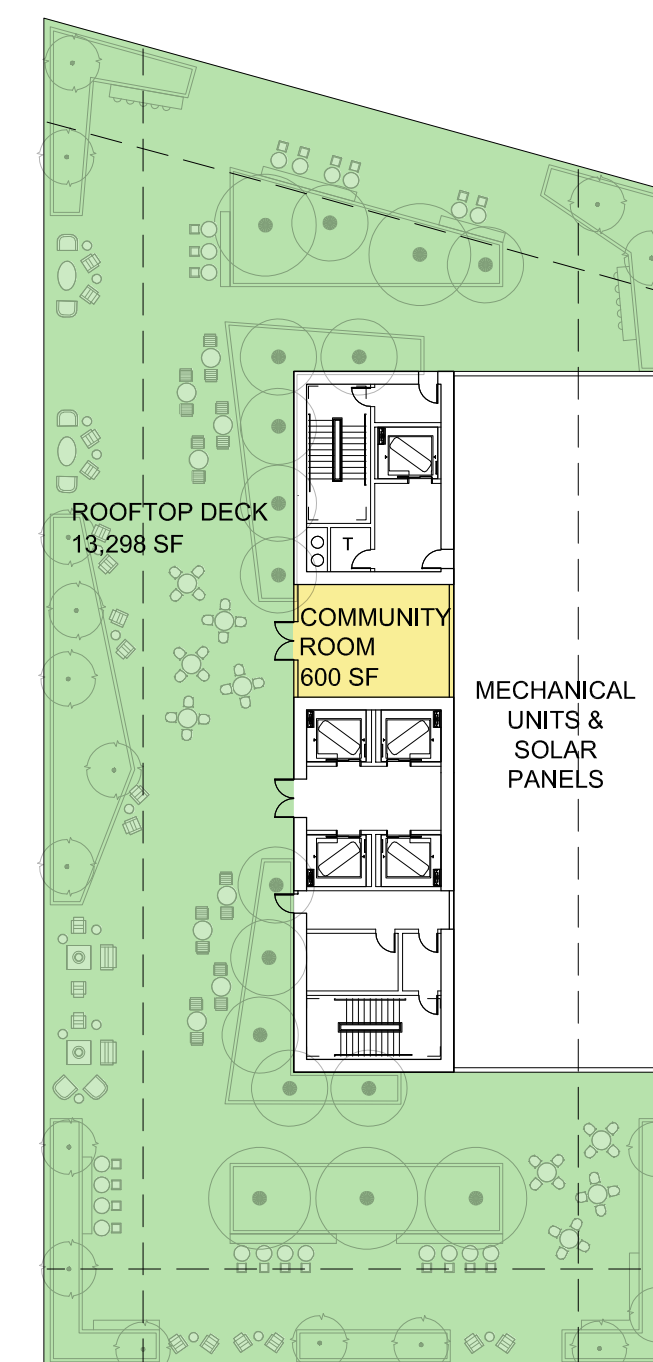 ROOFTOP DECK
13,298 SF
T
COMMUNITY
ROOM
600 SF
MECHANICAL
UNITS &
SOLAR
PANELS